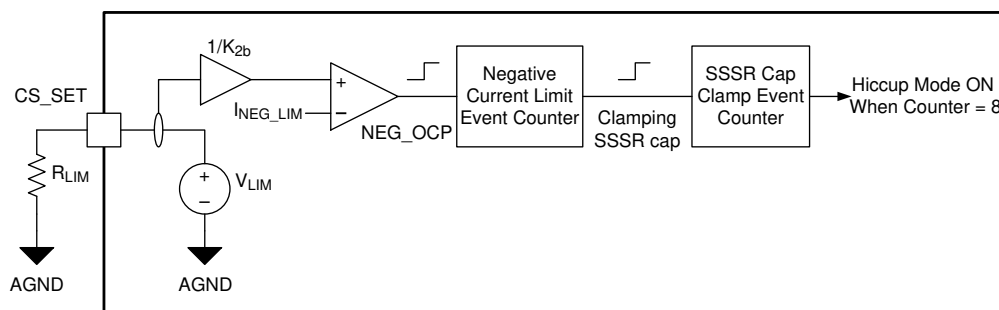 1/K2b
CS_SET
RLIM
AGND
VLIM
+
−
AGND
INEG_LIM
+
−
NEG_OCP
Negative
Current Limit
Event Counter
Clamping
SSSR cap
SSSR Cap
Clamp Event
Counter
Hiccup Mode ON
When Counter = 8